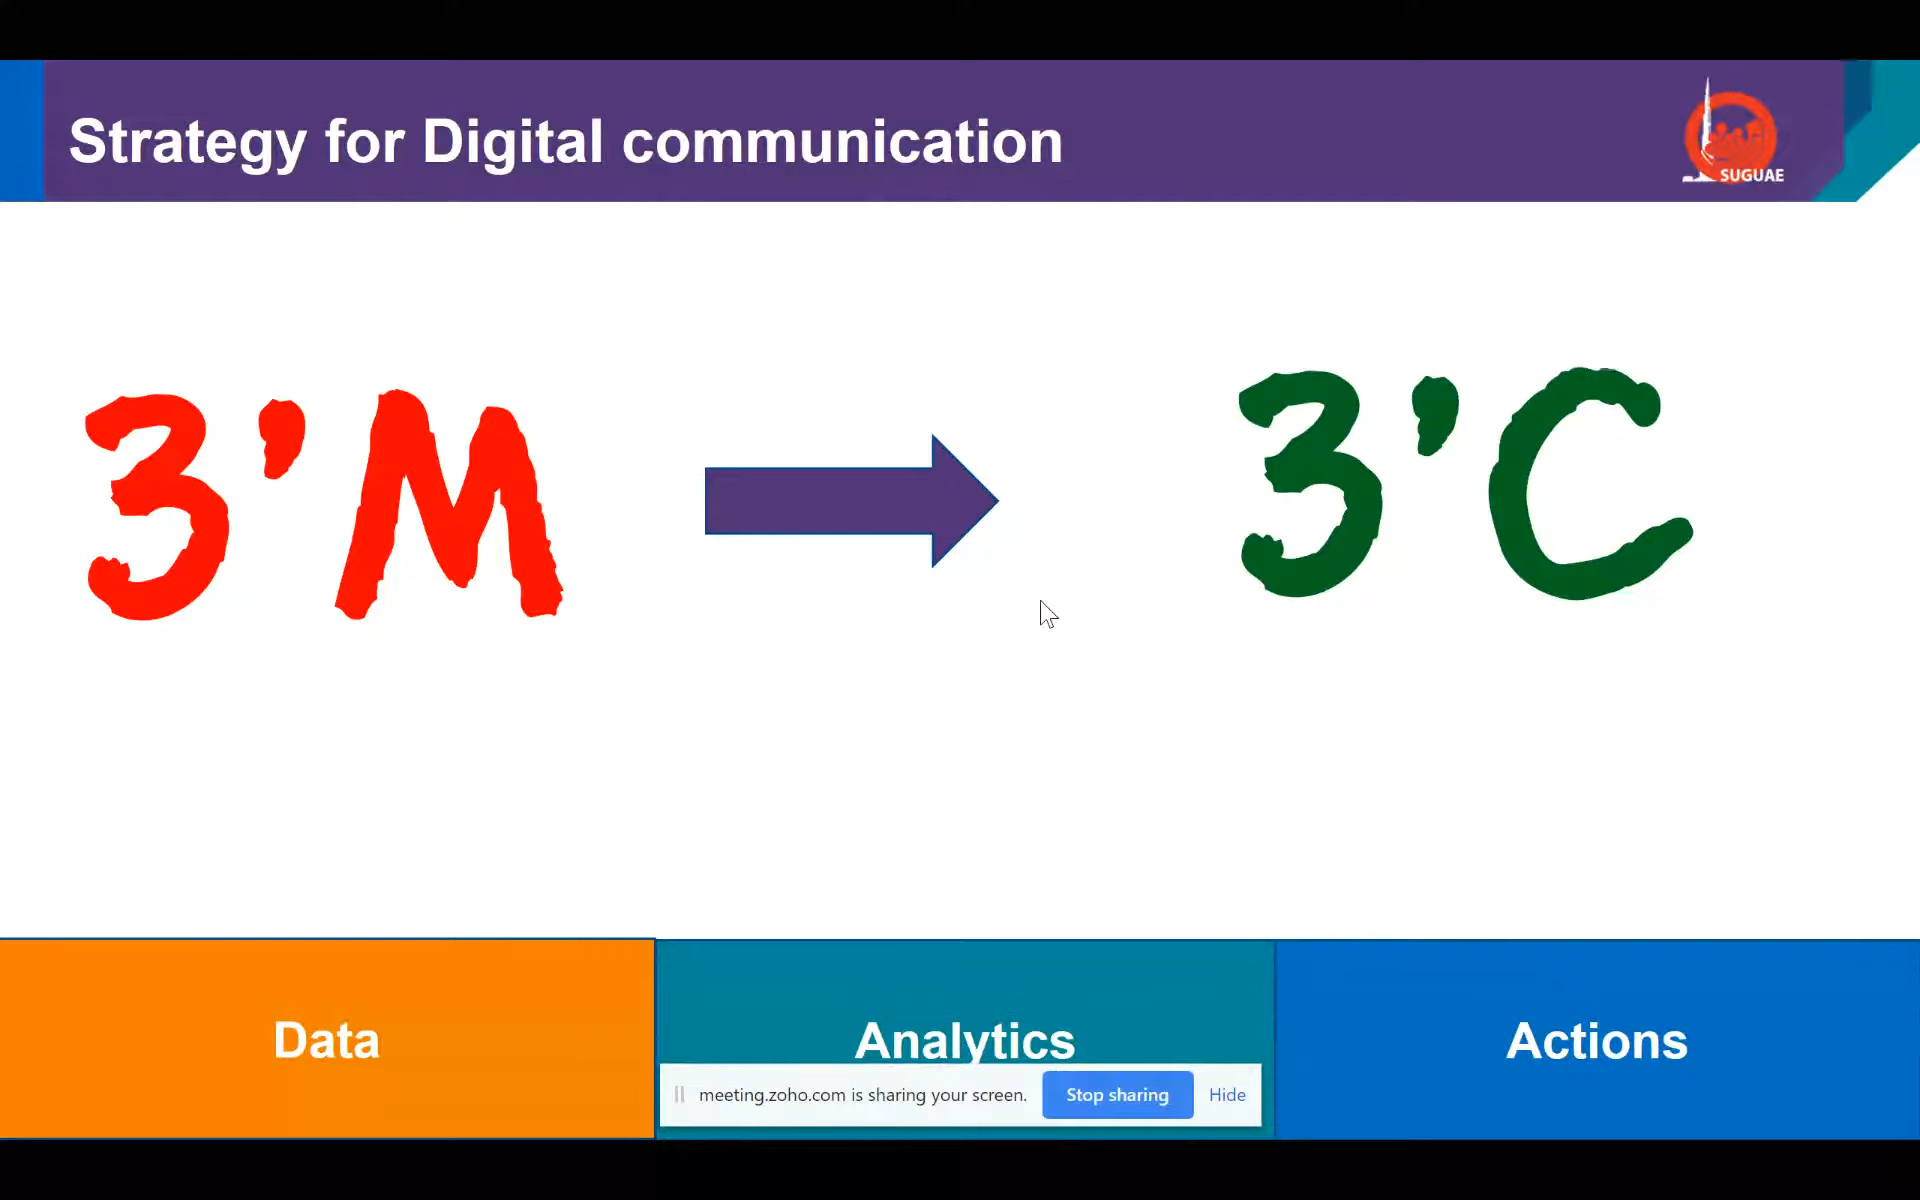 Strategy for Digital communication
SUGUAE
3'M
3'C
Data
Analytics
Actions
meeting.zoho.com is sharing your screen.
Stop sharing
Hide